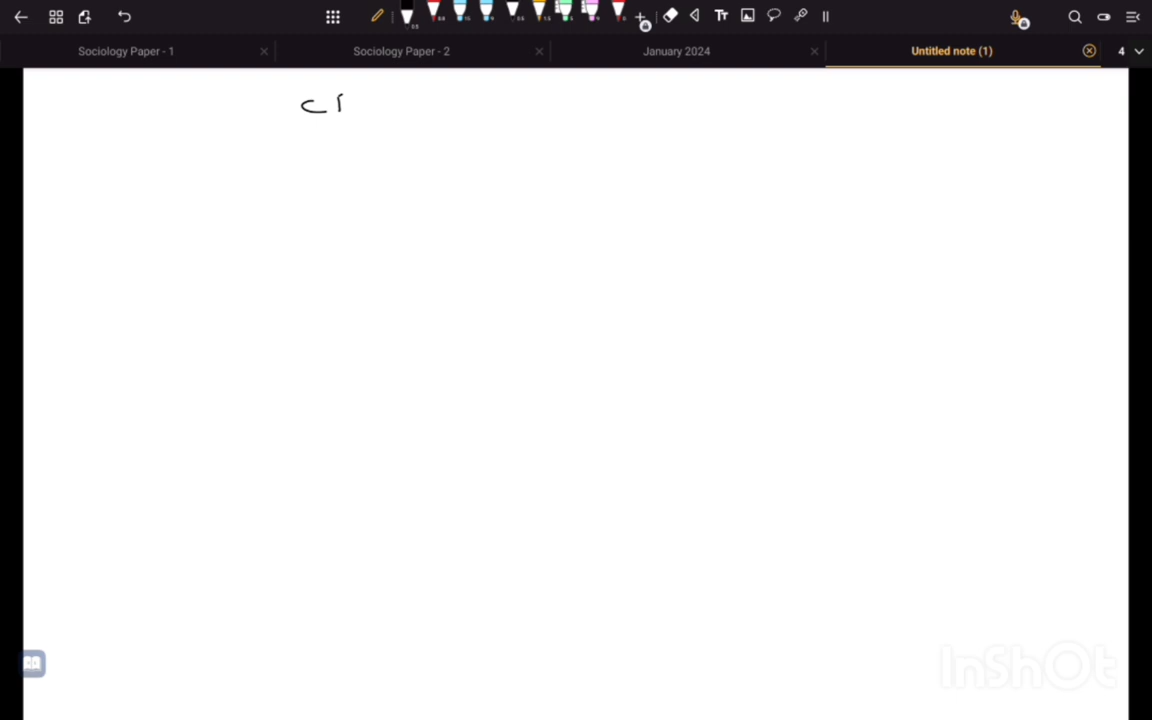 Sociology Paper - 1
Sociology Paper - 2
January 2024
Untitled note (1)
4
InShOt